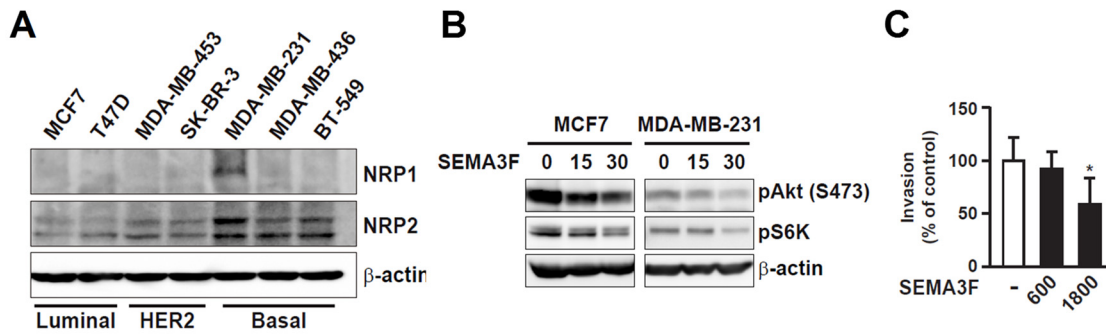 A
MCF7
T47D
MDA-MB-453
SK-BR-3
MDA-MB-231
MDA-MB-436
BT-549
NRP1
NRP2
β-actin
Luminal HER2 Basal
B
MCF7 MDA-MB-231
SEMA3F 0 15 30 0 15 30
pAkt (S473)
pS6K
β-actin
C
Invasion
(% of control)
150
100
50
0
*
SEMA3F - 600 1800